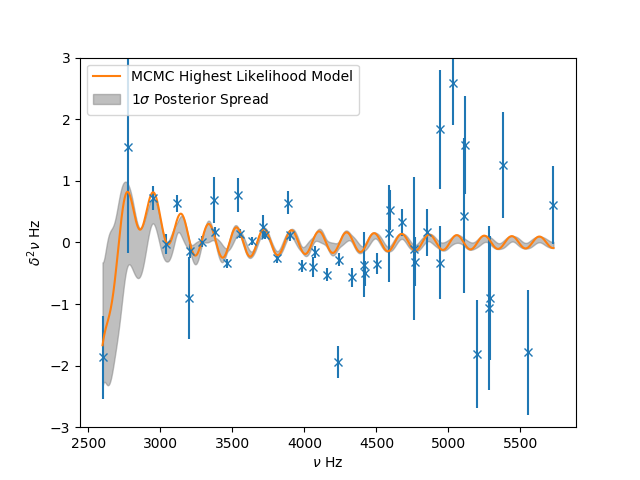 MCMC Highest Likelihood Model
1σ Posterior Spread
3
2
1
0
−1
−2
−3
δ²ν Hz
2500 3000 3500 4000 4500 5000 5500
ν Hz